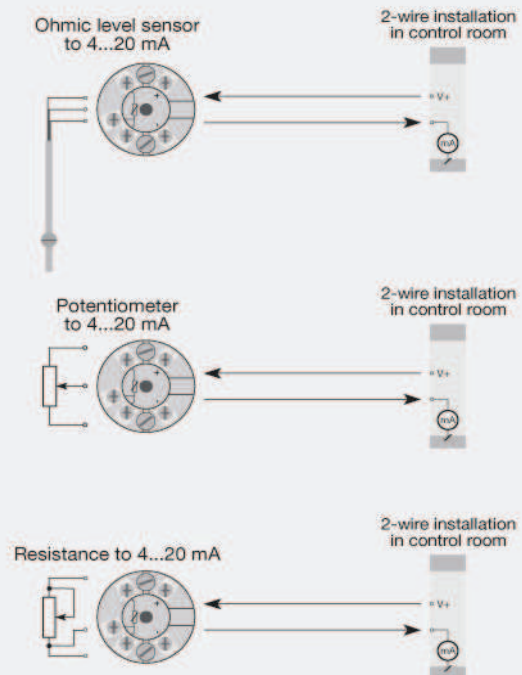 Ohmic level sensor
to 4...20 mA
2-wire installation
in control room
+
-
V+
mA
Potentiometer
to 4...20 mA
2-wire installation
in control room
+
-
V+
mA
Resistance to 4...20 mA
2-wire installation
in control room
+
-
V+
mA